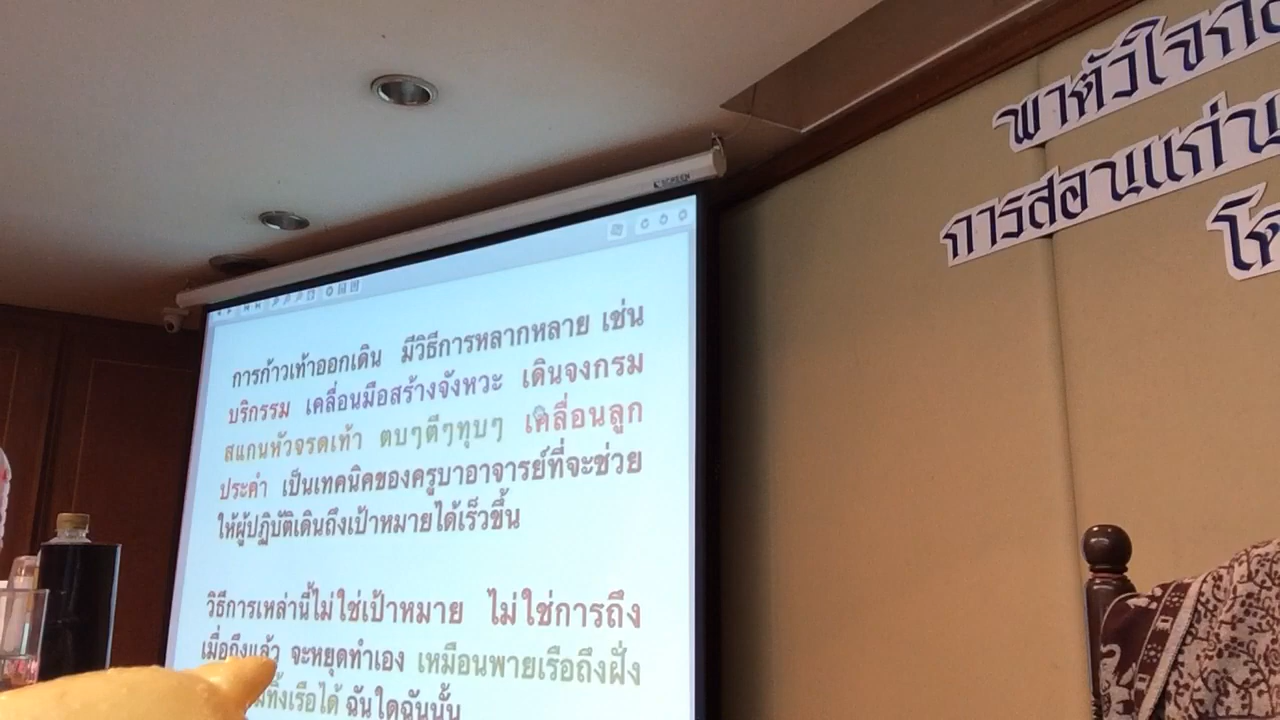 พาตัวใจกล
การสอนแก่น
โด
SCREEN
การก้าวเท้าออกเดิน มีวิธีการหลากหลาย เช่น
บริกรรม เคลื่อนมือสร้างจังหวะ เดินจงกรม
สแกนหัวจรดเท้า ตบๆตีๆทุบๆ เคลื่อนลูก
ประคำ เป็นเทคนิคของครูบาอาจารย์ที่จะช่วย
ให้ผู้ปฏิบัติเดินถึงเป้าหมายได้เร็วขึ้น
วิธีการเหล่านี้ไม่ใช่เป้าหมาย ไม่ใช่การถึง
เมื่อถึงแล้ว จะหยุดทำเอง เหมือนพายเรือถึงฝั่ง
ทิ้งเรือได้ ฉันใดฉันนั้น